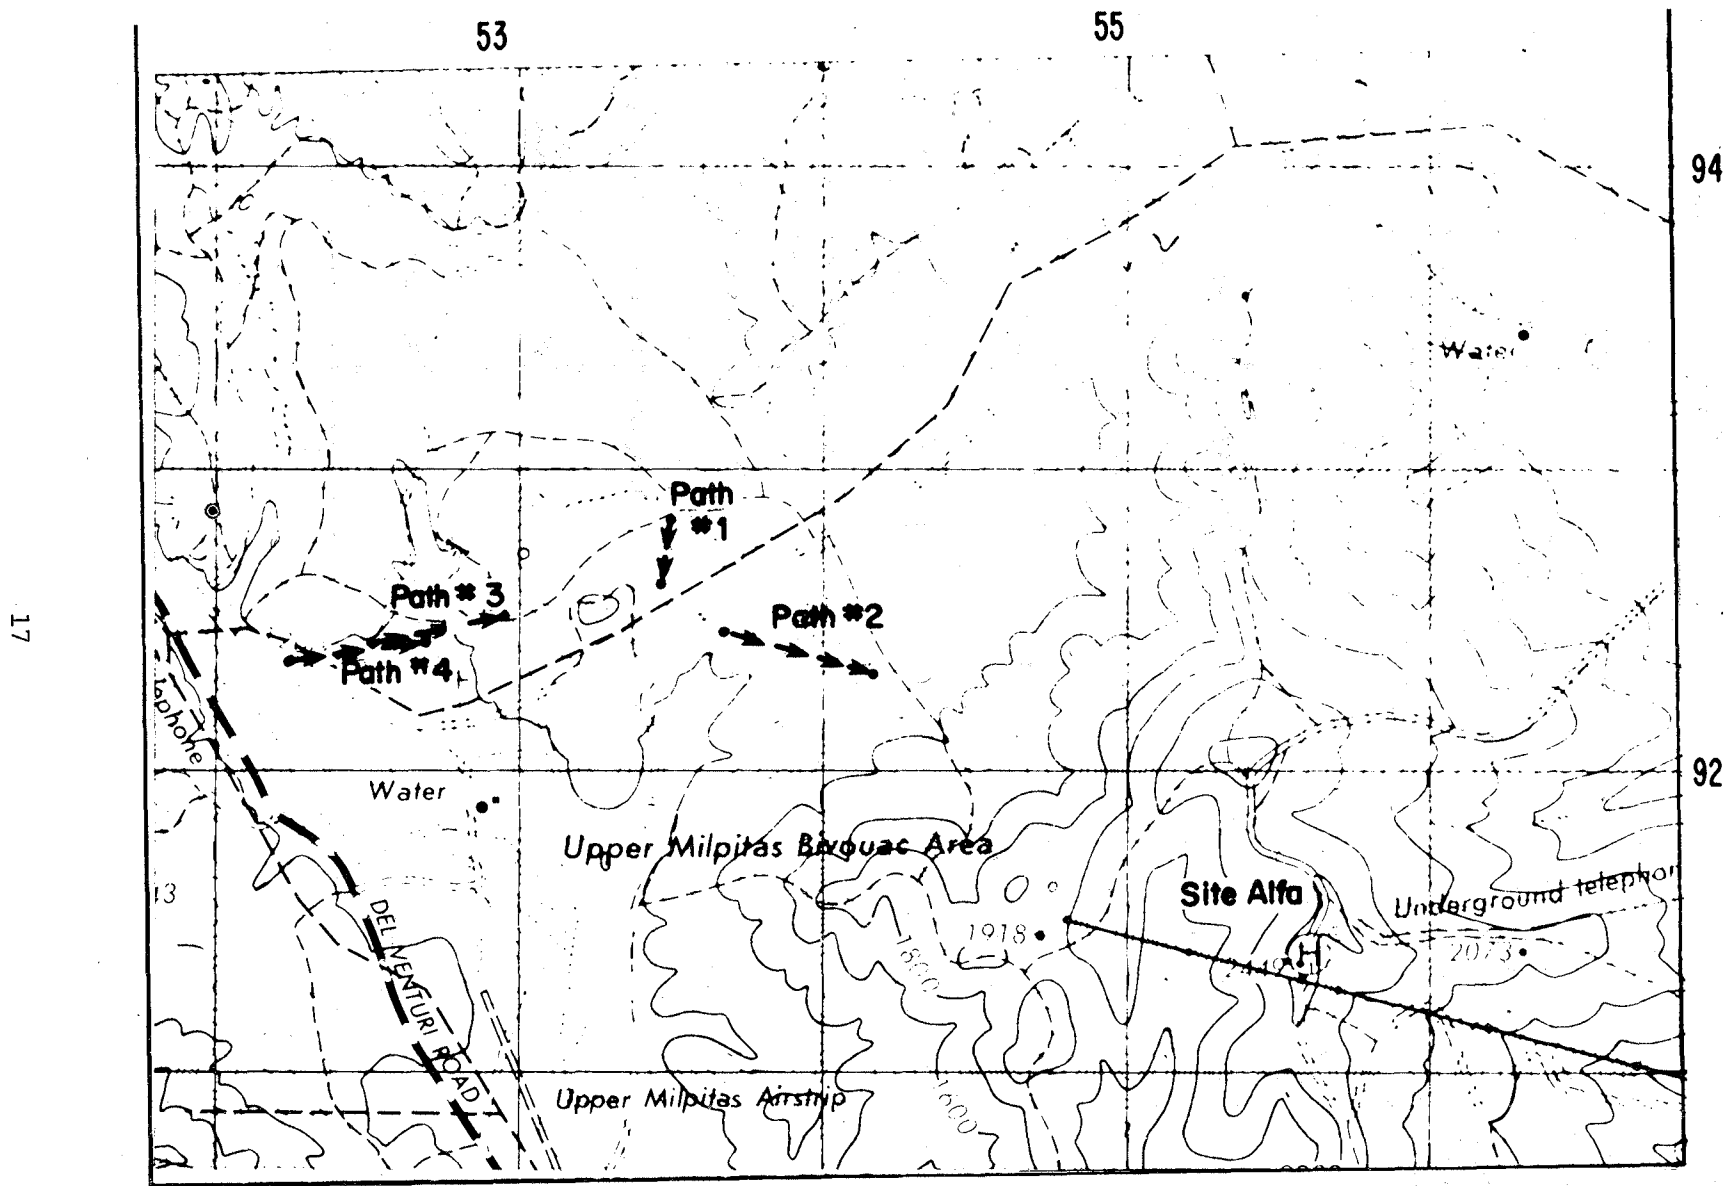 53
55
94
Water
Path
#1
Path # 3
Path #2
Path #4
17
92
Water
Upper Milpitas Bivouac Area
Site Alfa
Underground telephon
13
1918
H
2073
1800
DEL VENTURI ROAD
Upper Milpitas Airstrip
1600